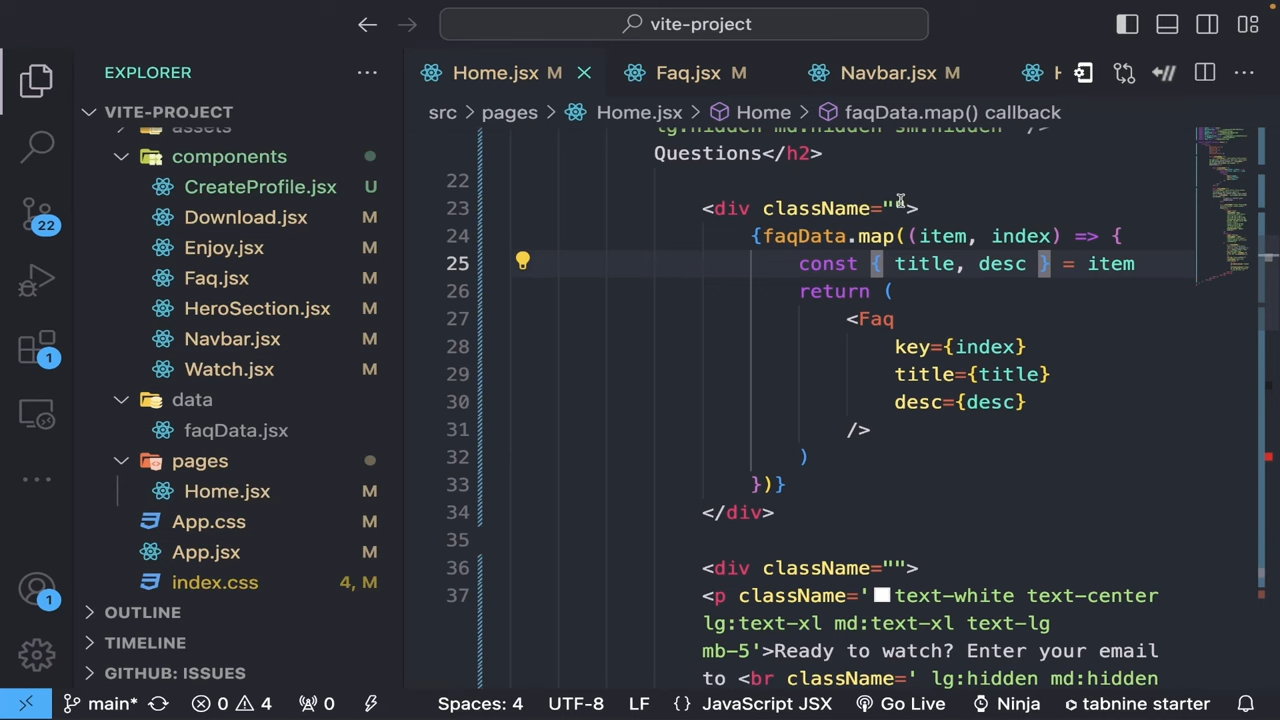 vite-project
EXPLORER
VITE-PROJECT
assets
components
CreateProfile.jsx U
Download.jsx M
Enjoy.jsx M
Faq.jsx M
HeroSection.jsx M
Navbar.jsx M
Watch.jsx M
data
faqData.jsx
pages
Home.jsx M
App.css M
App.jsx M
index.css 4, M
OUTLINE
TIMELINE
GITHUB: ISSUES
22
1
1
Home.jsx M
Faq.jsx M
Navbar.jsx M
src > pages > Home.jsx > Home > faqData.map() callback
lg:hidden md:hidden sm:hidden" />
Questions</h2>
22
23 <div className="">
24 {faqData.map((item, index) => {
25 const { title, desc } = item
26 return (
27 <Faq
28 key={index}
29 title={title}
30 desc={desc}
31 />
32 )
33 })}
34 </div>
35
36 <div className="">
37 <p className='text-white text-center
lg:text-xl md:text-xl text-lg
mb-5'>Ready to watch? Enter your email
to <br className=' lg:hidden md:hidden
main* 0 4 0 Spaces: 4 UTF-8 LF {} JavaScript JSX Go Live Ninja tabnine starter